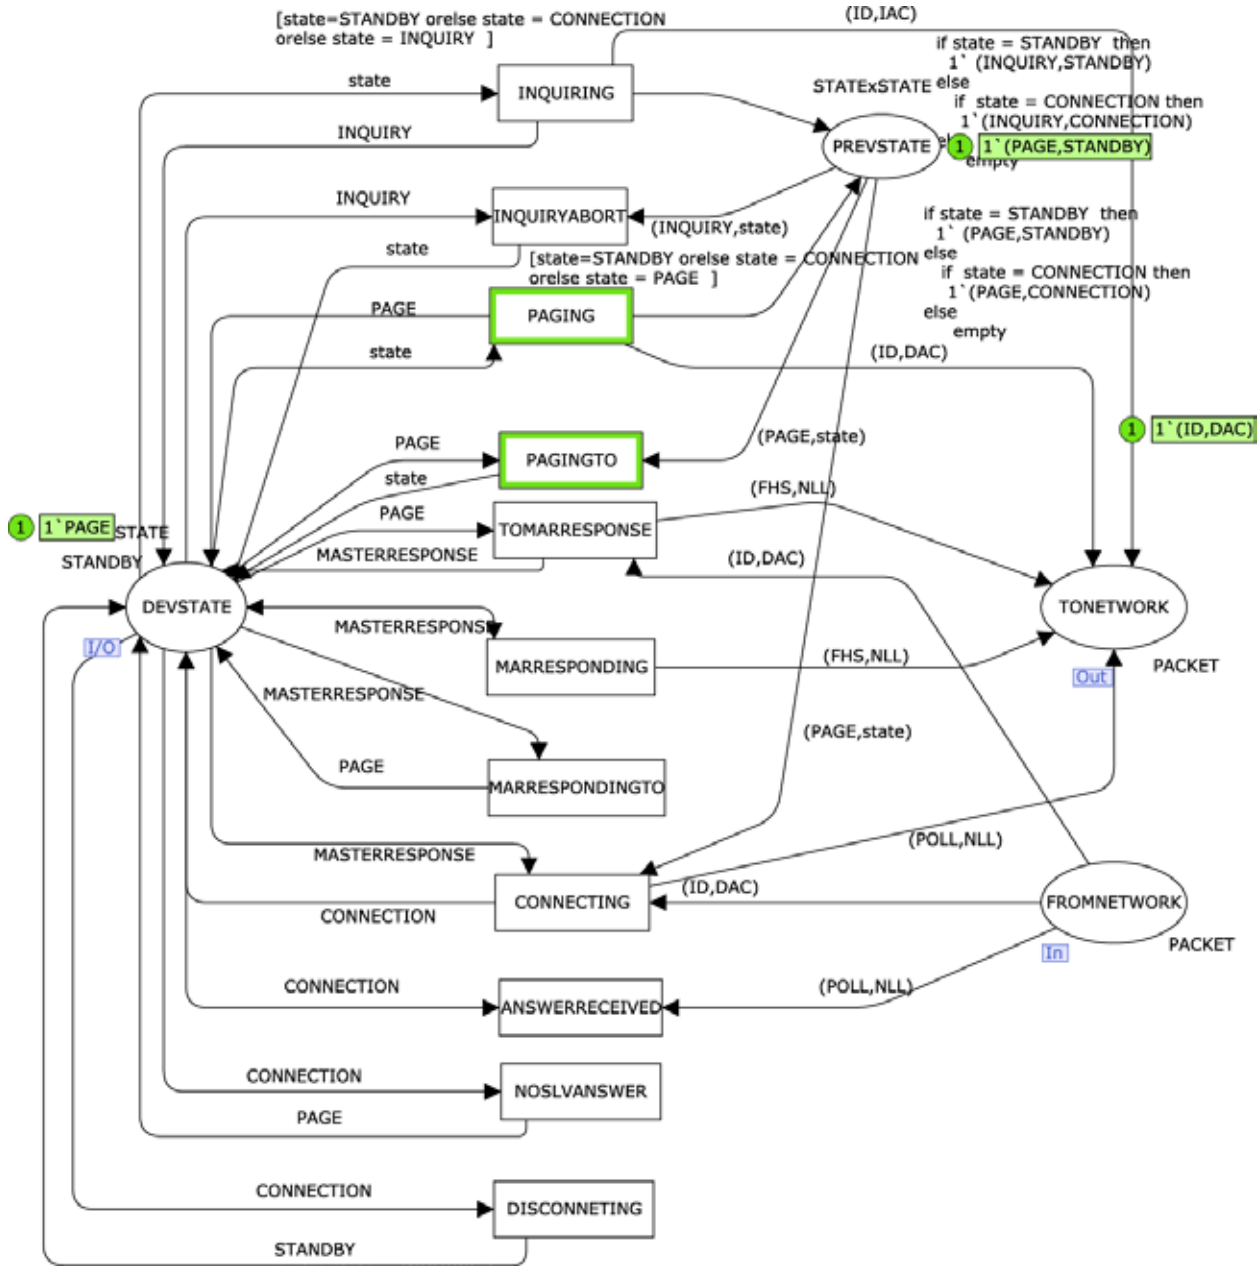 [state=STANDBY orelse state = CONNECTION
orelse state = INQUIRY ]
(ID,IAC)
if state = STANDBY then
1` (INQUIRY,STANDBY)
else
if state = CONNECTION then
1`(INQUIRY,CONNECTION)
empty
STATExSTATE
state
INQUIRING
INQUIRY
PREVSTATE
1
1`(PAGE,STANDBY)
INQUIRY
INQUIRYABORT
(INQUIRY,state)
state
[state=STANDBY orelse state = CONNECTION
orelse state = PAGE ]
if state = STANDBY then
1` (PAGE,STANDBY)
else
if state = CONNECTION then
1`(PAGE,CONNECTION)
else
empty
PAGE
PAGING
state
(ID,DAC)
1
1`(ID,DAC)
PAGE
PAGINGTO
(PAGE,state)
state
(FHS,NLL)
PAGE
TOMARRESPONSE
1
1`PAGE
STATE
STANDBY
MASTERRESPONSE
(ID,DAC)
DEVSTATE
TONETWORK
I/O
MASTERRESPONSE
MARRESPONDING
(FHS,NLL)
PACKET
Out
MASTERRESPONSE
(PAGE,state)
PAGE
MARRESPONDINGTO
MASTERRESPONSE
(POLL,NLL)
(ID,DAC)
CONNECTING
CONNECTION
FROMNETWORK
PACKET
In
CONNECTION
ANSWERRECEIVED
(POLL,NLL)
CONNECTION
NOSLVANSWER
PAGE
CONNECTION
DISCONNETING
STANDBY